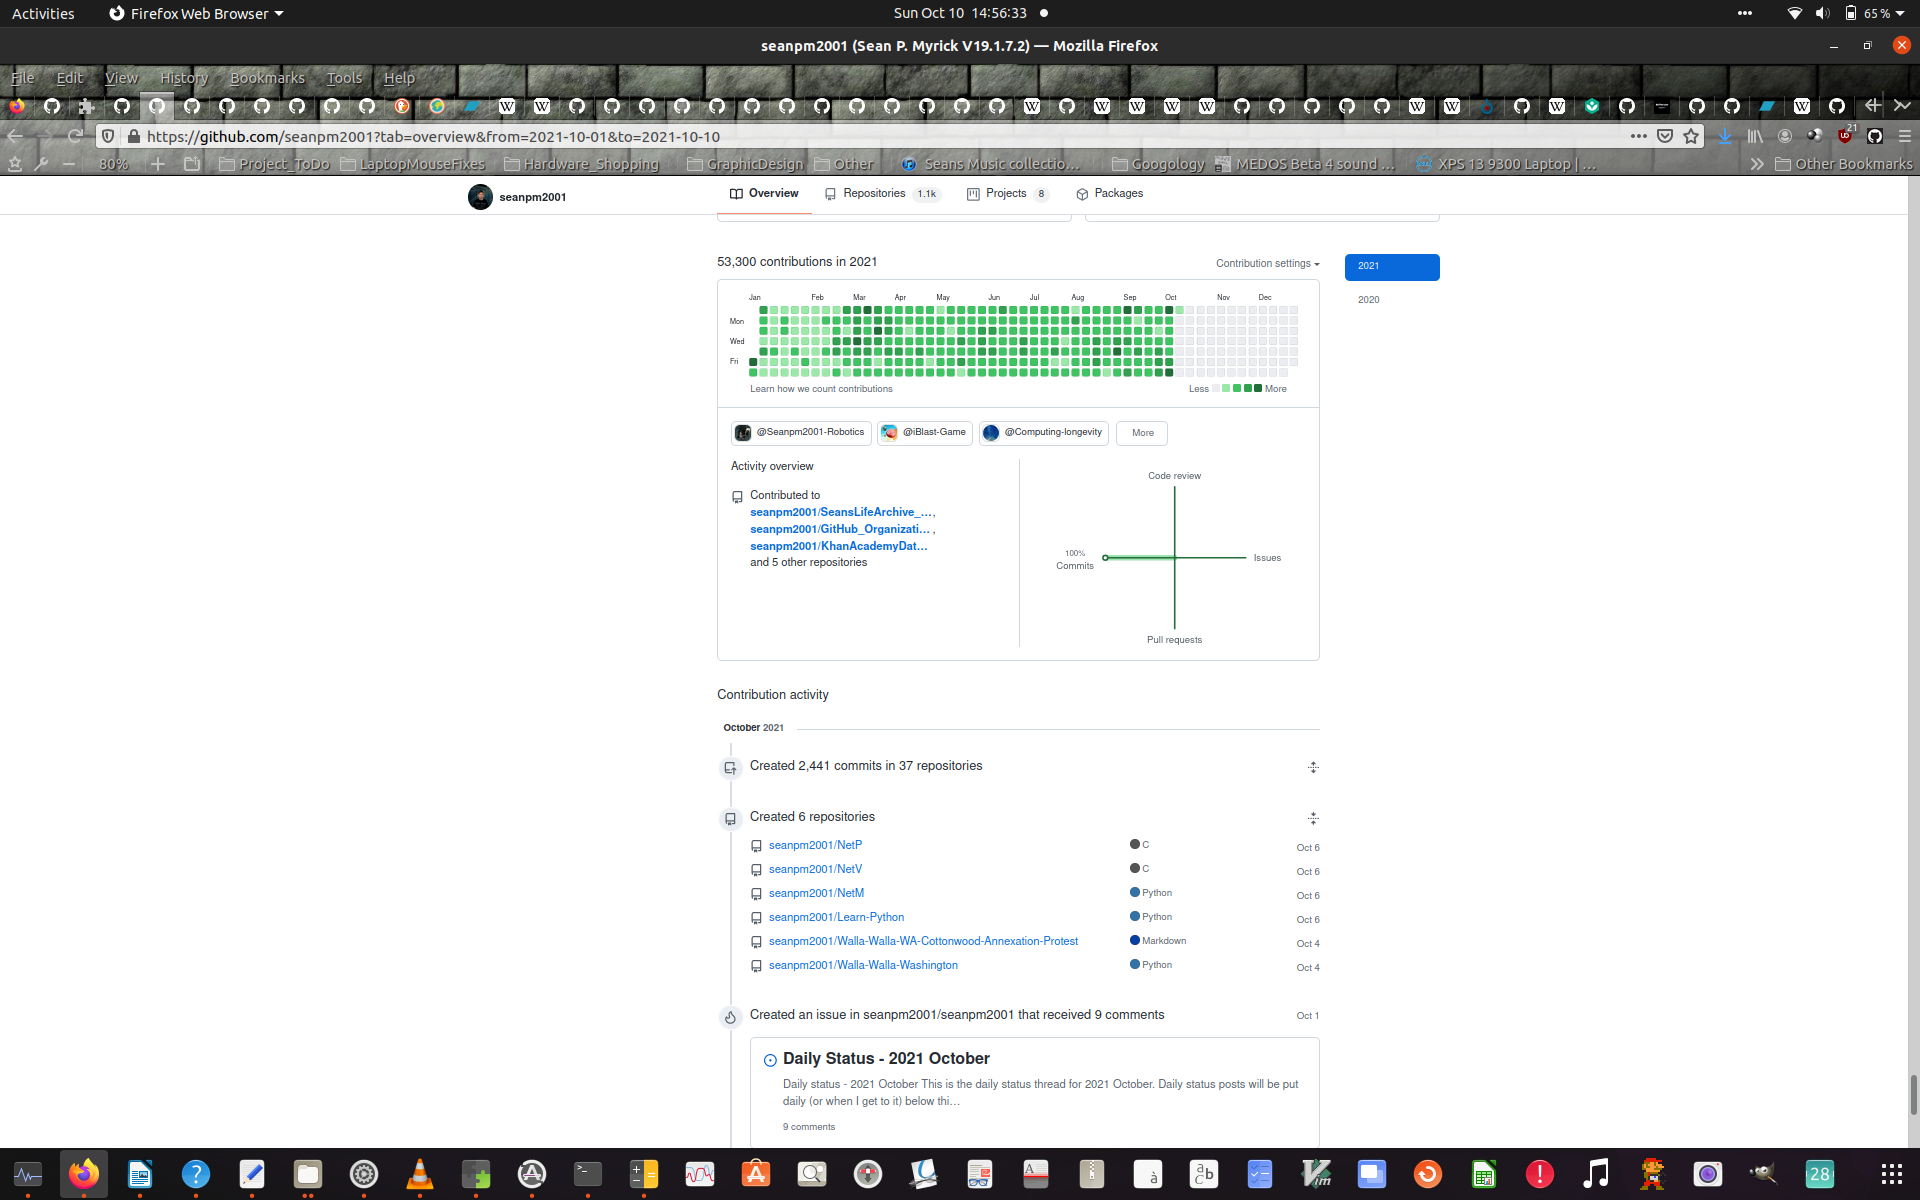 Activities
Firefox Web Browser
Sun Oct 10 14:56:33
65 %
seanpm2001 (Sean P. Myrick V19.1.7.2) — Mozilla Firefox
File Edit View History Bookmarks Tools Help
https://github.com/seanpm2001?tab=overview&from=2021-10-01&to=2021-10-10
21
80%
Project_ToDo
LaptopMouseFixes
Hardware_Shopping
GraphicDesign
Other
Seans Music collectio…
Googology
MEDOS Beta 4 sound …
XPS 13 9300 Laptop | …
Other Bookmarks
seanpm2001
Overview
Repositories 1.1k
Projects 8
Packages
53,300 contributions in 2021
Contribution settings
2021
2020
Jan Feb Mar Apr May Jun Jul Aug Sep Oct Nov Dec
Mon
Wed
Fri
Learn how we count contributions
Less More
@Seanpm2001-Robotics
@iBlast-Game
@Computing-longevity
More
Activity overview
Contributed to
seanpm2001/SeansLifeArchive_…,
seanpm2001/GitHub_Organizati… ,
seanpm2001/KhanAcademyDat…
and 5 other repositories
Code review
100%
Commits
Issues
Pull requests
Contribution activity
October 2021
Created 2,441 commits in 37 repositories
Created 6 repositories
seanpm2001/NetP C Oct 6
seanpm2001/NetV C Oct 6
seanpm2001/NetM Python Oct 6
seanpm2001/Learn-Python Python Oct 6
seanpm2001/Walla-Walla-WA-Cottonwood-Annexation-Protest Markdown Oct 4
seanpm2001/Walla-Walla-Washington Python Oct 4
Created an issue in seanpm2001/seanpm2001 that received 9 comments Oct 1
Daily Status - 2021 October
Daily status - 2021 October This is the daily status thread for 2021 October. Daily status posts will be put
daily (or when I get to it) below thi…
9 comments
28